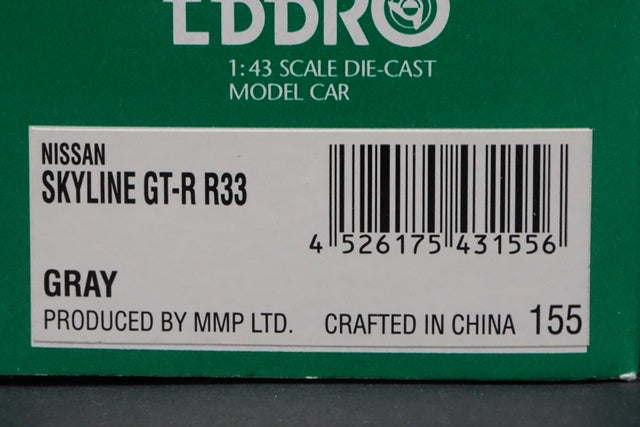 EBBRO
1:43 SCALE DIE-CAST
MODEL CAR
NISSAN
SKYLINE GT-R R33
4 526175 431556
GRAY
PRODUCED BY MMP LTD. CRAFTED IN CHINA 155